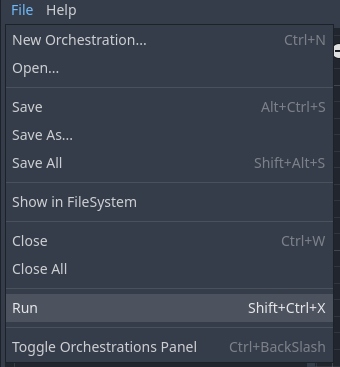 File Help
New Orchestration... Ctrl+N
Open...
Save Alt+Ctrl+S
Save As...
Save All Shift+Alt+S
Show in FileSystem
Close Ctrl+W
Close All
Run Shift+Ctrl+X
Toggle Orchestrations Panel Ctrl+BackSlash